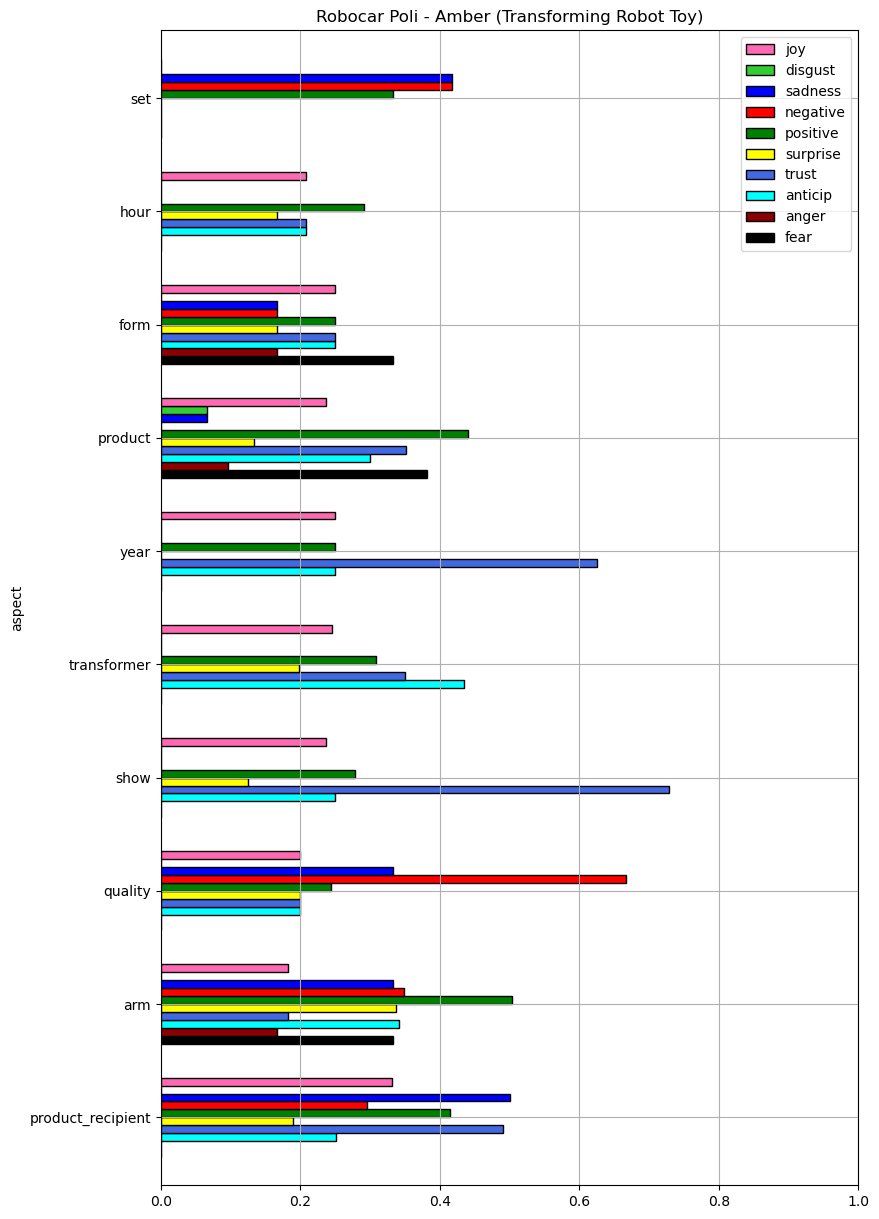 Robocar Poli - Amber (Transforming Robot Toy)
joy
disgust
sadness
negative
positive
surprise
trust
anticip
anger
fear
set
hour
form
product
year
transformer
show
quality
arm
product_recipient
aspect
0.0 0.2 0.4 0.6 0.8 1.0